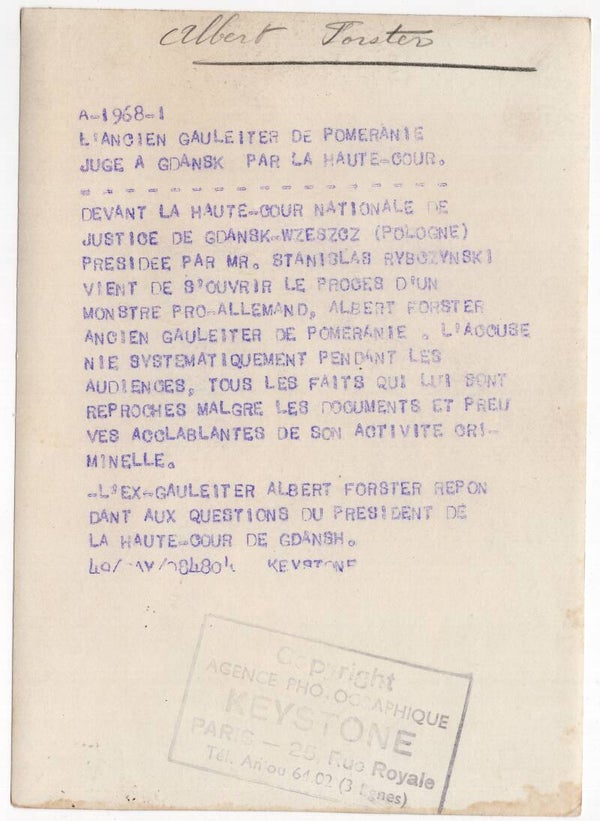 Albert Forster
A-1968-1
L'ANCIEN GAULEITER DE POMERANIE
JUGE A GDANSK PAR LA HAUTE-COUR.
- - - - - - - - - - - - - - - - -
DEVANT LA HAUTE-COUR NATIONALE DE
JUSTICE DE GDANSK-WZESZCZ (POLOGNE)
PRESIDEE PAR MR. STANISLAS RYBCZYNSKI
VIENT DE S'OUVRIR LE PROCES D'UN
MONSTRE PRO-ALLEMAND, ALBERT FORSTER
ANCIEN GAULEITER DE POMERANIE . L'ACCUSE
NIE SYSTEMATIQUEMENT PENDANT LES
AUDIENCES, TOUS LES FAITS QUI LUI SONT
REPROCHES MALGRE LES DOCUMENTS ET PREU
VES ACCLABLANTES DE SON ACTIVITE CRI-
MINELLE.
-L'EX-GAULEITER ALBERT FORSTER REPON
DANT AUX QUESTIONS DU PRESIDENT DE
LA HAUTE-COUR DE GDANSH.
KEYSTONE
Copyright
AGENCE PHOTOGRAPHIQUE
KEYSTONE
PARIS - 25, Rue Royale
Tél. Anjou 64.02 (3 lignes)